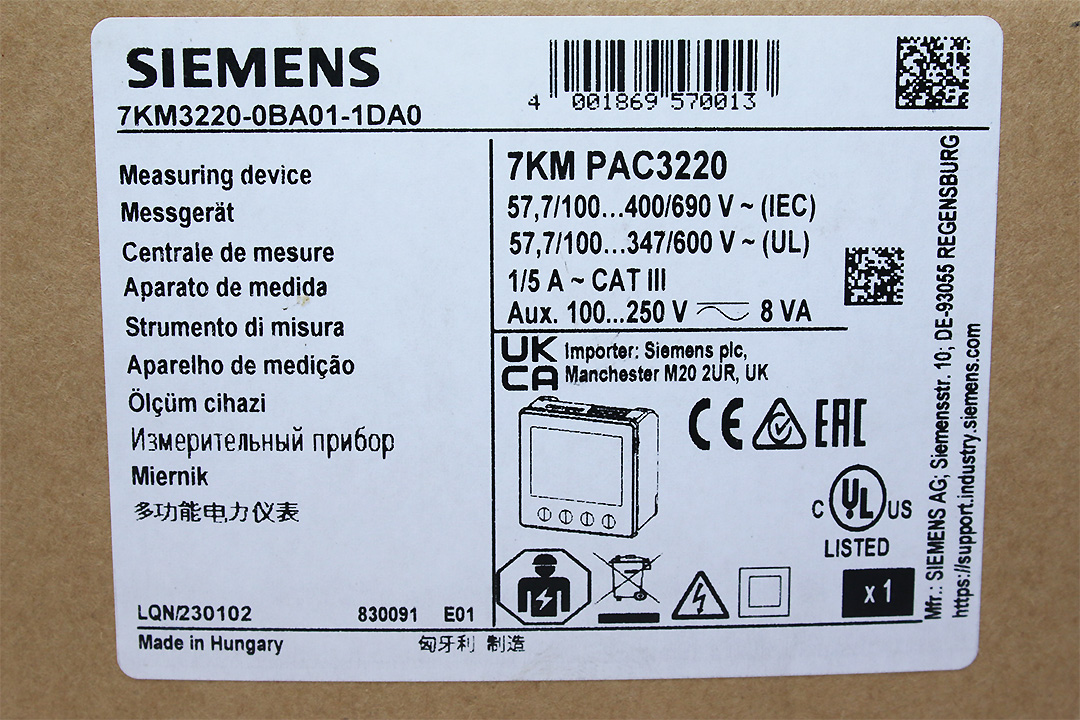 SIEMENS
7KM3220-0BA01-1DA0
4 001869 570013
Measuring device
Messgerät
Centrale de mesure
Aparato de medida
Strumento di misura
Aparelho de medição
Ölçüm cihazi
Измерительный прибор
Miernik
多功能电力仪表
LQN/230102 830091 E01
Made in Hungary 匈牙利 制造
7KM PAC3220
57,7/100...400/690 V ~ (IEC)
57,7/100...347/600 V ~ (UL)
1/5 A ~ CAT III
Aux. 100...250 V ⏦ 8 VA
UK
CA
Importer: Siemens plc,
Manchester M20 2UR, UK
CE EAC
C UL US
LISTED
x 1
Mfr.: SIEMENS AG; Siemensstr. 10; DE-93055 REGENSBURG
https://support.industry.siemens.com